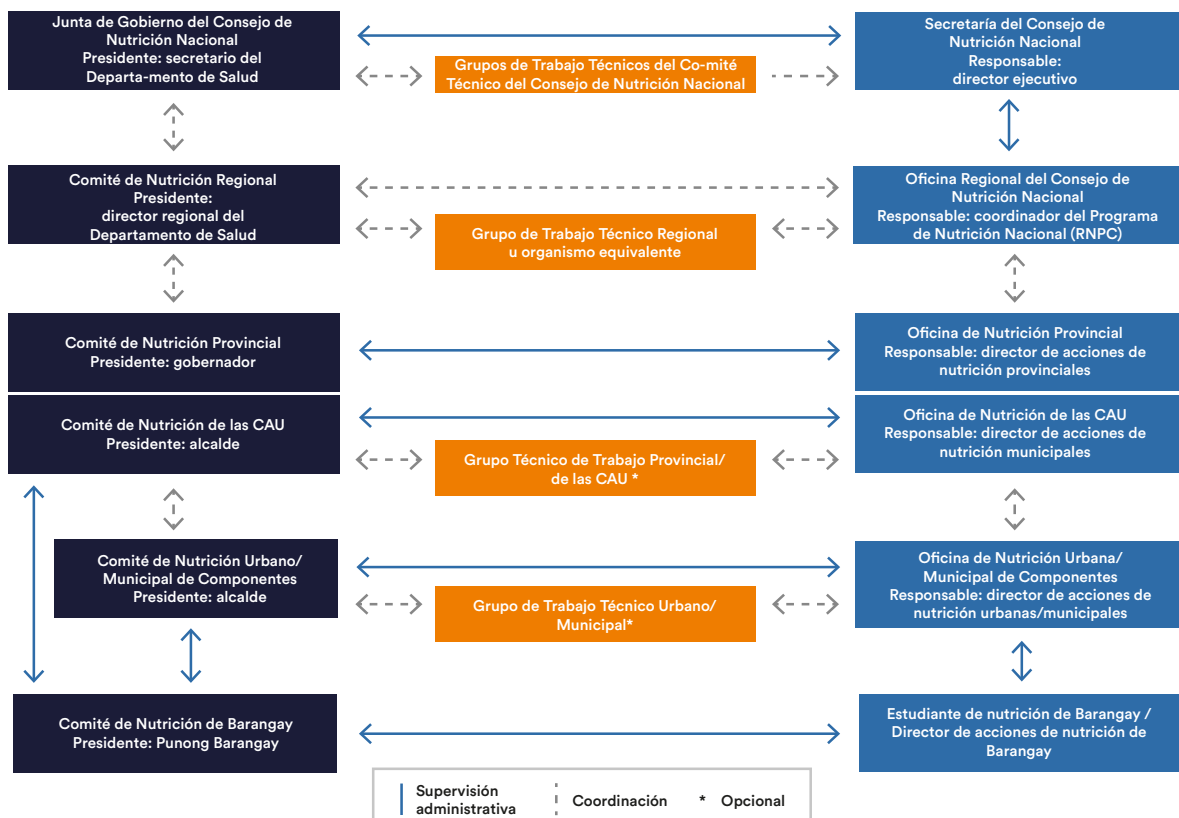 Junta de Gobierno del Consejo de
Nutrición Nacional
Presidente: secretario del
Departa-mento de Salud
Grupos de Trabajo Técnicos del Co-mité
Técnico del Consejo de Nutrición Nacional
Secretaría del Consejo de
Nutrición Nacional
Responsable:
director ejecutivo
Comité de Nutrición Regional
Presidente:
director regional del
Departamento de Salud
Grupo de Trabajo Técnico Regional
u organismo equivalente
Oficina Regional del Consejo de
Nutrición Nacional
Responsable: coordinador del Programa
de Nutrición Nacional (RNPC)
Comité de Nutrición Provincial
Presidente: gobernador
Oficina de Nutrición Provincial
Responsable: director de acciones de
nutrición provinciales
Comité de Nutrición de las CAU
Presidente: alcalde
Grupo Técnico de Trabajo Provincial/
de las CAU *
Oficina de Nutrición de las CAU
Responsable: director de acciones de
nutrición municipales
Comité de Nutrición Urbano/
Municipal de Componentes
Presidente: alcalde
Grupo de Trabajo Técnico Urbano/
Municipal*
Oficina de Nutrición Urbana/
Municipal de Componentes
Responsable: director de acciones de
nutrición urbanas/municipales
Comité de Nutrición de Barangay
Presidente: Punong Barangay
Estudiante de nutrición de Barangay /
Director de acciones de nutrición de
Barangay
Supervisión
administrativa
Coordinación
* Opcional